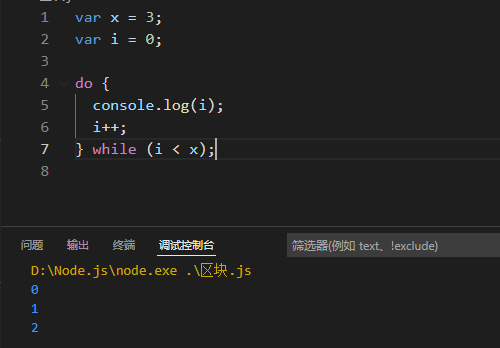 1 var x = 3;
2 var i = 0;
3
4 do {
5 console.log(i);
6 i++;
7 } while (i < x);
8
问题 输出 终端 调试控制台 筛选器(例如 text、!exclude)
D:\Node.js\node.exe .\区块.js
0
1
2